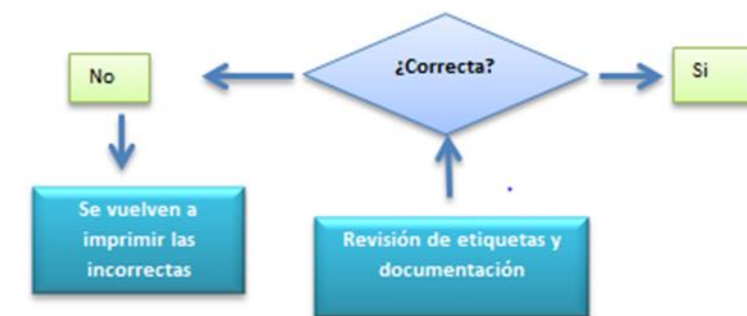 ¿Correcta?
No
Si
Se vuelven a
imprimir las
incorrectas
Revisión de etiquetas y
documentación